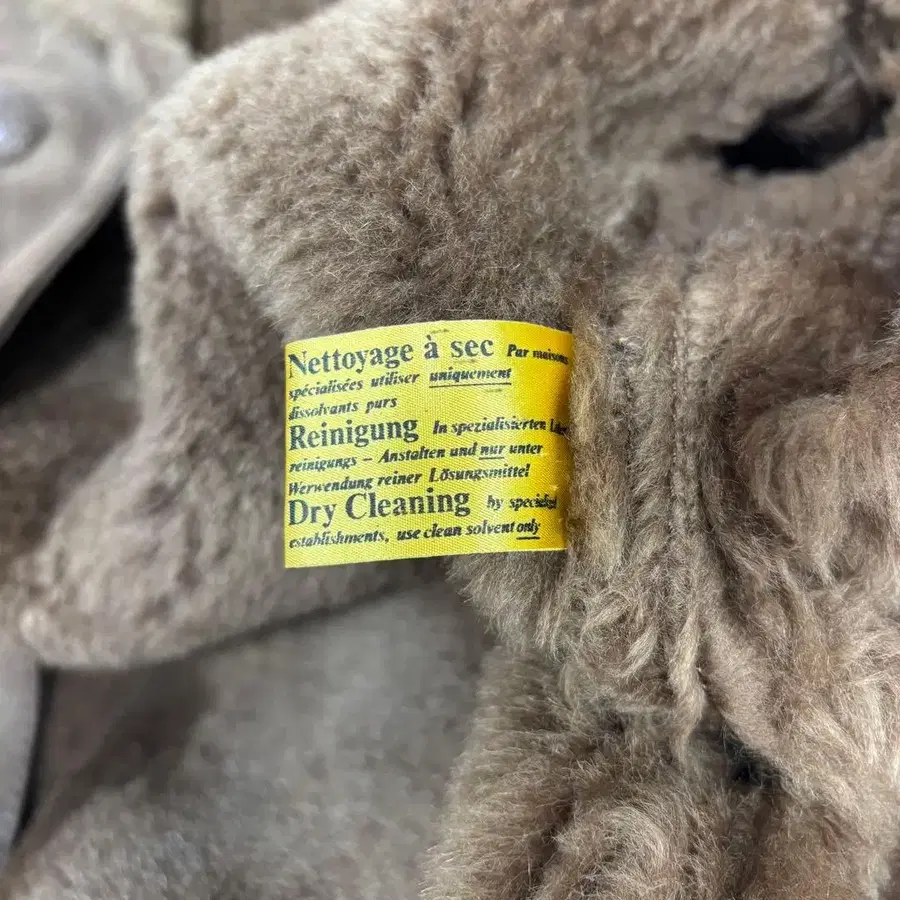 Nettoyage à sec Par maisons
spécialisées utiliser uniquement
dissolvants purs
Reinigung In spezialisierten
reinigungs – Anstalten und nur unter
Werwendung reiner Lösungsmittel
Dry Cleaning by
establishments, use clean solvent only